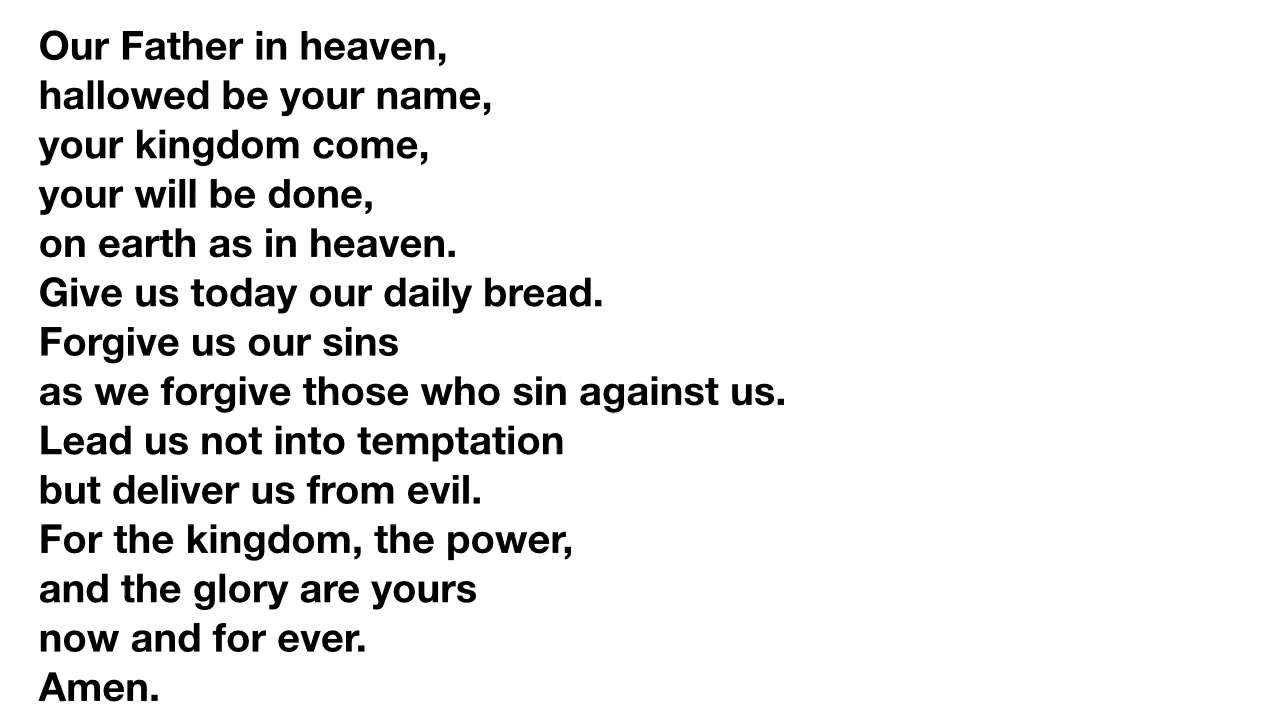 Our Father in heaven,
hallowed be your name,
your kingdom come,
your will be done,
on earth as in heaven.
Give us today our daily bread.
Forgive us our sins
as we forgive those who sin against us.
Lead us not into temptation
but deliver us from evil.
For the kingdom, the power,
and the glory are yours
now and for ever.
Amen.